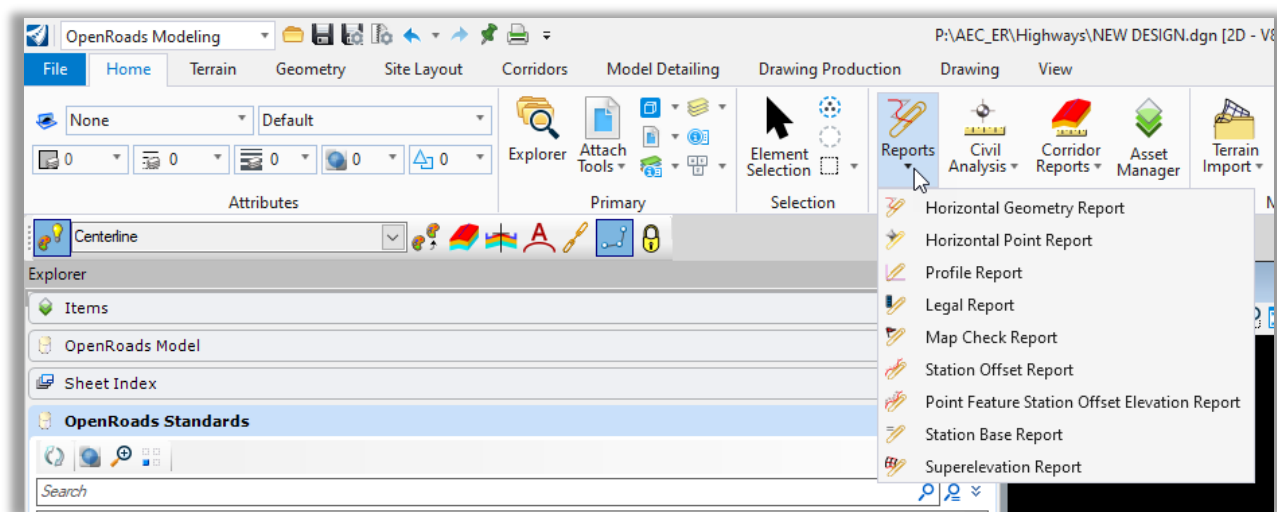 OpenRoads Modeling
P:\AEC_ER\Highways\NEW DESIGN.dgn [2D - V8
File Home Terrain Geometry Site Layout Corridors Model Detailing Drawing Production Drawing View
None Default
0 0 0 0 0
Explorer
Attach Tools
Element Selection
Reports
Civil Analysis
Corridor Reports
Asset Manager
Terrain Import
Attributes Primary Selection
Centerline
Horizontal Geometry Report
Horizontal Point Report
Profile Report
Legal Report
Map Check Report
Station Offset Report
Point Feature Station Offset Elevation Report
Station Base Report
Superelevation Report
Explorer
Items
OpenRoads Model
Sheet Index
OpenRoads Standards
Search